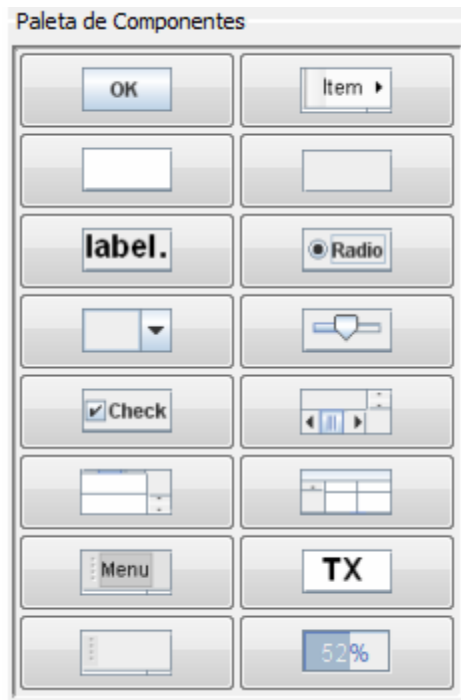 Paleta de Componentes
OK
Item
label.
Radio
Check
Menu
TX
52%